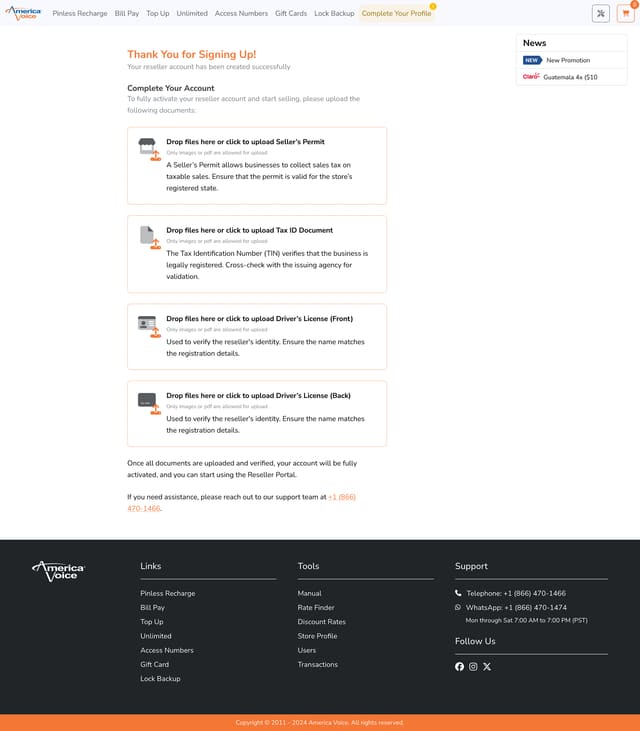 America Voice
Pinless Recharge Bill Pay Top Up Unlimited Access Numbers Gift Cards Lock Backup Complete Your Profile
News
NEW New Promotion
Claro Guatemala 4x ($10
Thank You for Signing Up!
Your reseller account has been created successfully
Complete Your Account
To fully activate your reseller account and start selling, please upload the
following documents:
Drop files here or click to upload Seller's Permit
Only images or pdf are allowed for upload
A Seller's Permit allows businesses to collect sales tax on
taxable sales. Ensure that the permit is valid for the store's
registered state.
Drop files here or click to upload Tax ID Document
Only images or pdf are allowed for upload
The Tax Identification Number (TIN) verifies that the business is
legally registered. Cross-check with the issuing agency for
validation.
Drop files here or click to upload Driver's License (Front)
Only images or pdf are allowed for upload
Used to verify the reseller's identity. Ensure the name matches
the registration details.
Drop files here or click to upload Driver's License (Back)
Only images or pdf are allowed for upload
Used to verify the reseller's identity. Ensure the name matches
the registration details.
Once all documents are uploaded and verified, your account will be fully
activated, and you can start using the Reseller Portal.
If you need assistance, please reach out to our support team at +1 (866)
470-1466.
America Voice
Links
Pinless Recharge
Bill Pay
Top Up
Unlimited
Access Numbers
Gift Card
Lock Backup
Tools
Manual
Rate Finder
Discount Rates
Store Profile
Users
Transactions
Support
Telephone: +1 (866) 470-1466
WhatsApp: +1 (866) 470-1474
Mon through Sat 7:00 AM to 7:00 PM (PST)
Follow Us
Copyright © 2011 - 2024 America Voice. All rights reserved.